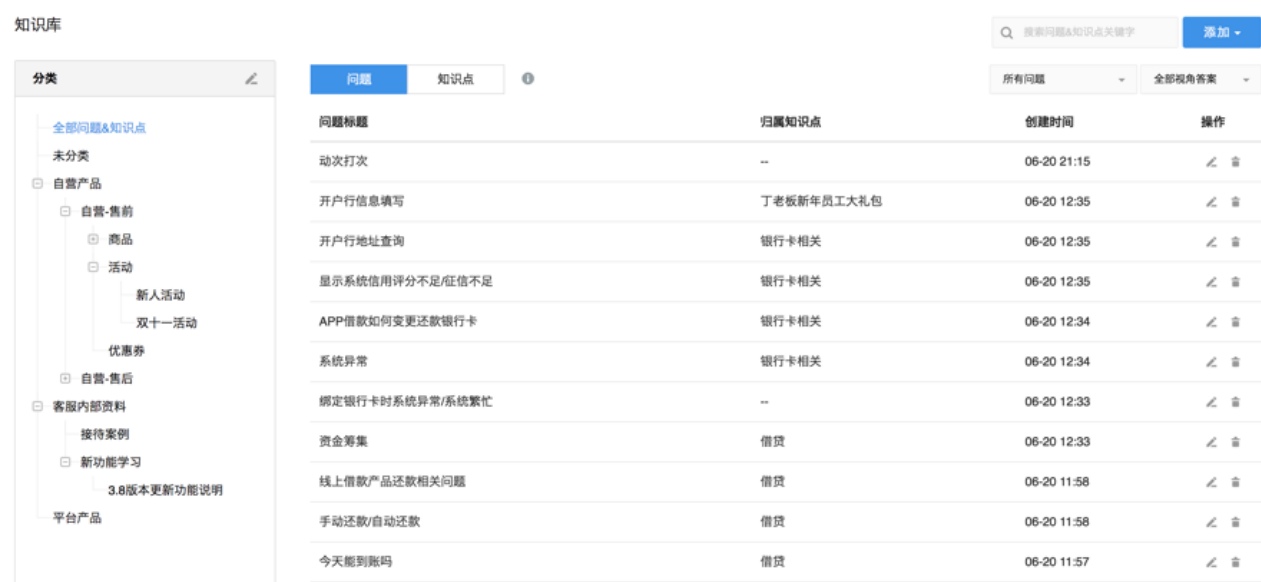 知识库
搜索问题&知识点关键字
添加
分类
问题
知识点
所有问题
全部视角答案
全部问题&知识点
未分类
自营产品
自营-售前
商品
活动
新人活动
双十一活动
优惠券
自营-售后
客服内部资料
接待案例
新功能学习
3.8版本更新功能说明
平台产品
问题标题 归属知识点 创建时间 操作
动次打次 -- 06-20 21:15
开户行信息填写 丁老板新年员工大礼包 06-20 12:35
开户行地址查询 银行卡相关 06-20 12:35
显示系统信用评分不足/征信不足 银行卡相关 06-20 12:35
APP借款如何变更还款银行卡 银行卡相关 06-20 12:34
系统异常 银行卡相关 06-20 12:34
绑定银行卡时系统异常/系统繁忙 -- 06-20 12:33
资金筹集 借贷 06-20 12:33
线上借款产品还款相关问题 借贷 06-20 11:58
手动还款/自动还款 借贷 06-20 11:58
今天能到账吗 借贷 06-20 11:57